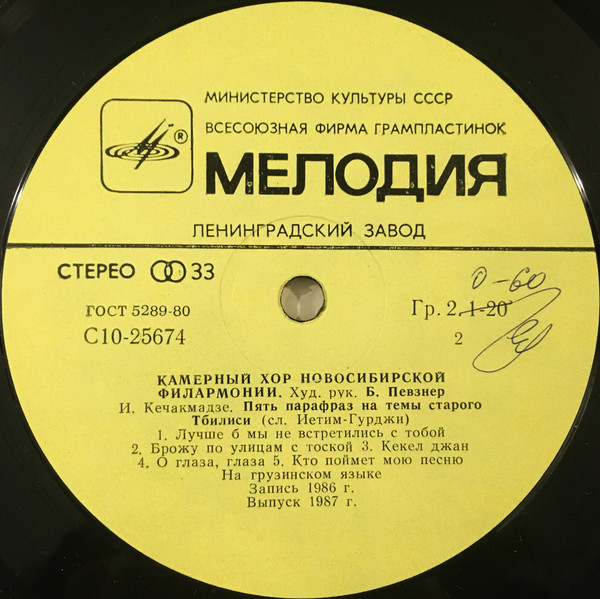 МИНИСТЕРСТВО КУЛЬТУРЫ СССР
ВСЕСОЮЗНАЯ ФИРМА ГРАМПЛАСТИНОК
®
МЕЛОДИЯ
ЛЕНИНГРАДСКИЙ ЗАВОД
СТЕРЕО 33
0-60
ГОСТ 5289-80
Гр. 2. 1-20
С10-25674
2
КАМЕРНЫЙ ХОР НОВОСИБИРСКОЙ
ФИЛАРМОНИИ. Худ. рук. Б. Певзнер
И. Кечакмадзе. Пять парафраз на темы старого
Тбилиси (сл. Иетим-Гурджи)
1. Лучше б мы не встретились с тобой
2. Брожу по улицам с тоской 3. Кекел джан
4. О глаза, глаза 5. Кто поймет мою песню
На грузинском языке
Запись 1986 г.
Выпуск 1987 г.